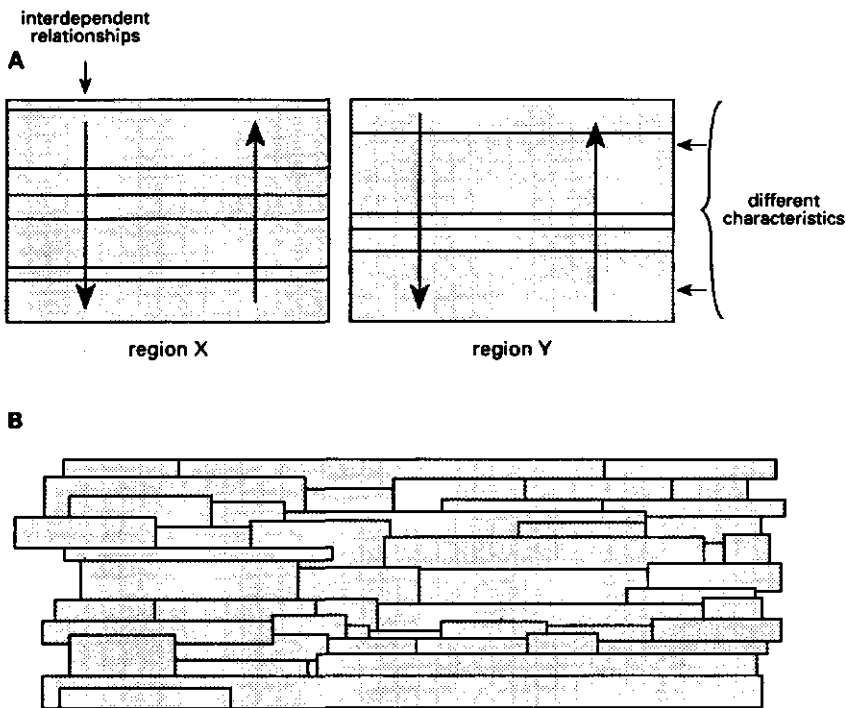 interdependent
relationships
A
different
characteristics
region X
region Y
B